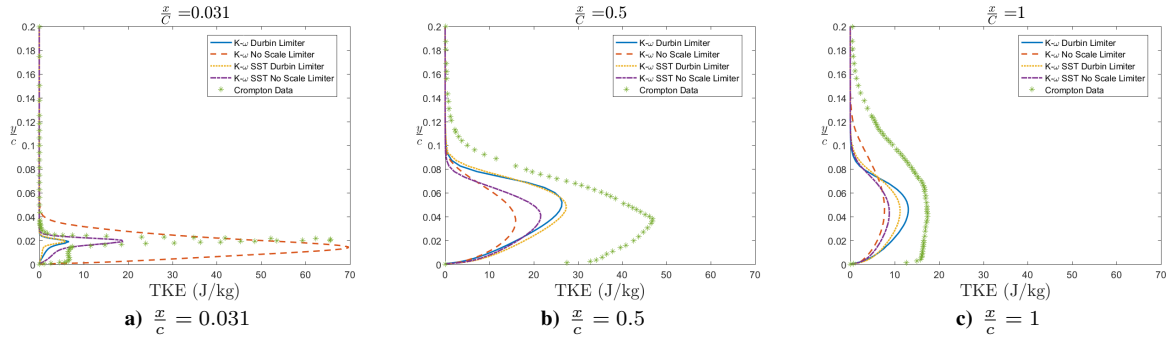 x/C =0.031
0.2
0.18
0.16
0.14
0.12
y/c
0.1
0.08
0.06
0.04
0.02
0
0 10 20 30 40 50 60 70
K-ω Durbin Limiter
K-ω No Scale Limiter
K-ω SST Durbin Limiter
K-ω SST No Scale Limiter
Crompton Data
TKE (J/kg)
a) x/c = 0.031
x/C =0.5
0.2
0.18
0.16
0.14
0.12
y/c
0.1
0.08
0.06
0.04
0.02
0
0 10 20 30 40 50 60 70
K-ω Durbin Limiter
K-ω No Scale Limiter
K-ω SST Durbin Limiter
K-ω SST No Scale Limiter
Crompton Data
TKE (J/kg)
b) x/c = 0.5
x/C =1
0.2
0.18
0.16
0.14
0.12
y/c
0.1
0.08
0.06
0.04
0.02
0
0 10 20 30 40 50 60 70
K-ω Durbin Limiter
K-ω No Scale Limiter
K-ω SST Durbin Limiter
K-ω SST No Scale Limiter
Crompton Data
TKE (J/kg)
c) x/c = 1